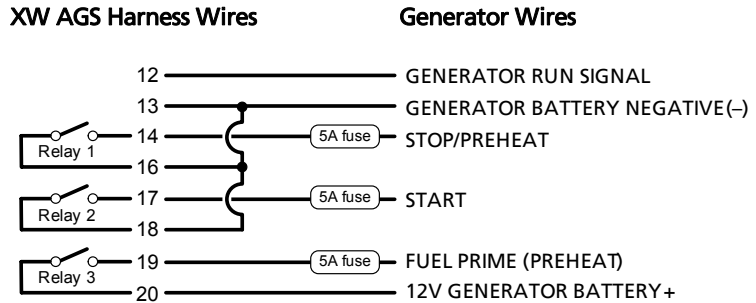 XW AGS Harness Wires Generator Wires
12 GENERATOR RUN SIGNAL
13 GENERATOR BATTERY NEGATIVE(–)
14 5A fuse STOP/PREHEAT
Relay 1
16
17 5A fuse START
Relay 2
18
19 5A fuse FUEL PRIME (PREHEAT)
Relay 3
20 12V GENERATOR BATTERY+